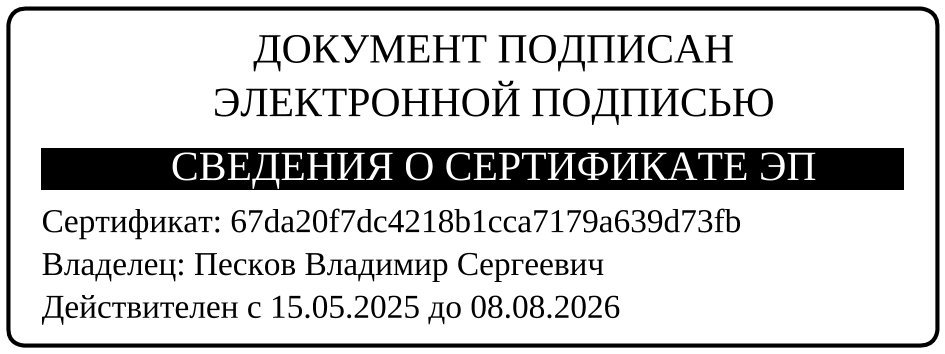 ДОКУМЕНТ ПОДПИСАН
ЭЛЕКТРОННОЙ ПОДПИСЬЮ
СВЕДЕНИЯ О СЕРТИФИКАТЕ ЭП
Сертификат: 67da20f7dc4218b1cca7179a639d73fb
Владелец: Песков Владимир Сергеевич
Действителен с 15.05.2025 до 08.08.2026